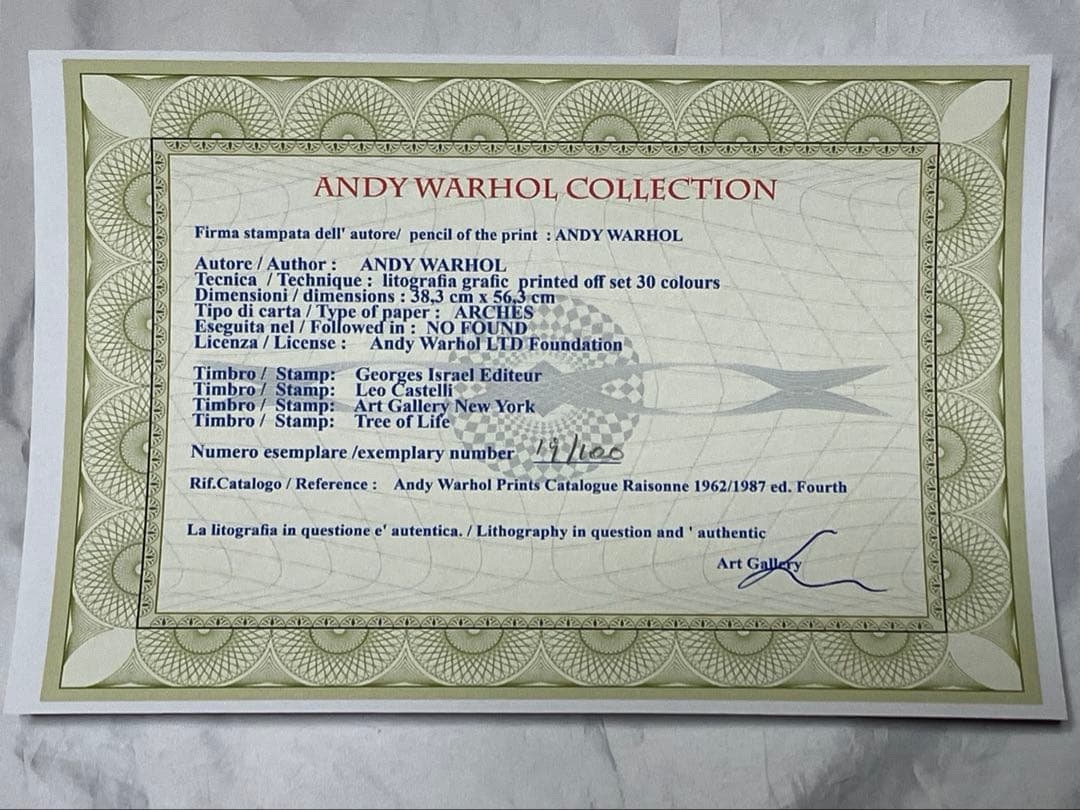 ANDY WARHOL COLLECTION
Firma stampata dell' autore/ pencil of the print : ANDY WARHOL
Autore / Author : ANDY WARHOL
Tecnica / Technique : litografia grafic printed off set 30 colours
Dimensioni / dimensions : 38,3 cm x 56,3 cm
Tipo di carta / Type of paper : ARCHES
Eseguita nel / Followed in : NO FOUND
Licenza / License : Andy Warhol LTD Foundation
Timbro / Stamp: Georges Israel Editeur
Timbro / Stamp: Leo Castelli
Timbro / Stamp: Art Gallery New York
Timbro / Stamp: Tree of Life
Numero esemplare /exemplary number 19/100
Rif.Catalogo / Reference : Andy Warhol Prints Catalogue Raisonne 1962/1987 ed. Fourth
La litografia in questione e' autentica. / Lithography in question and ' authentic
Art Gallery